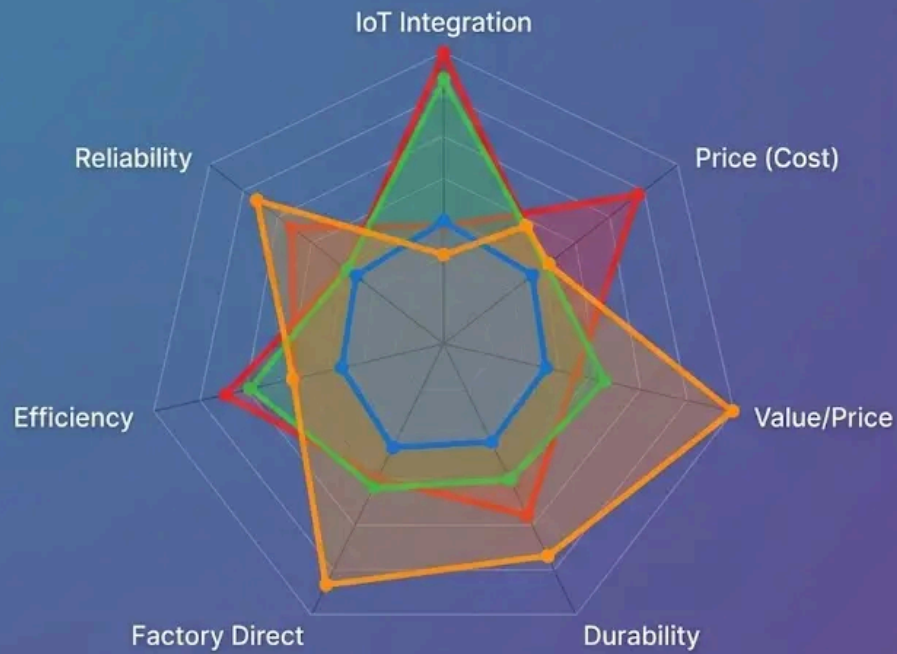 IoT Integration
Reliability
Price (Cost)
Efficiency
Value/Price
Factory Direct
Durability